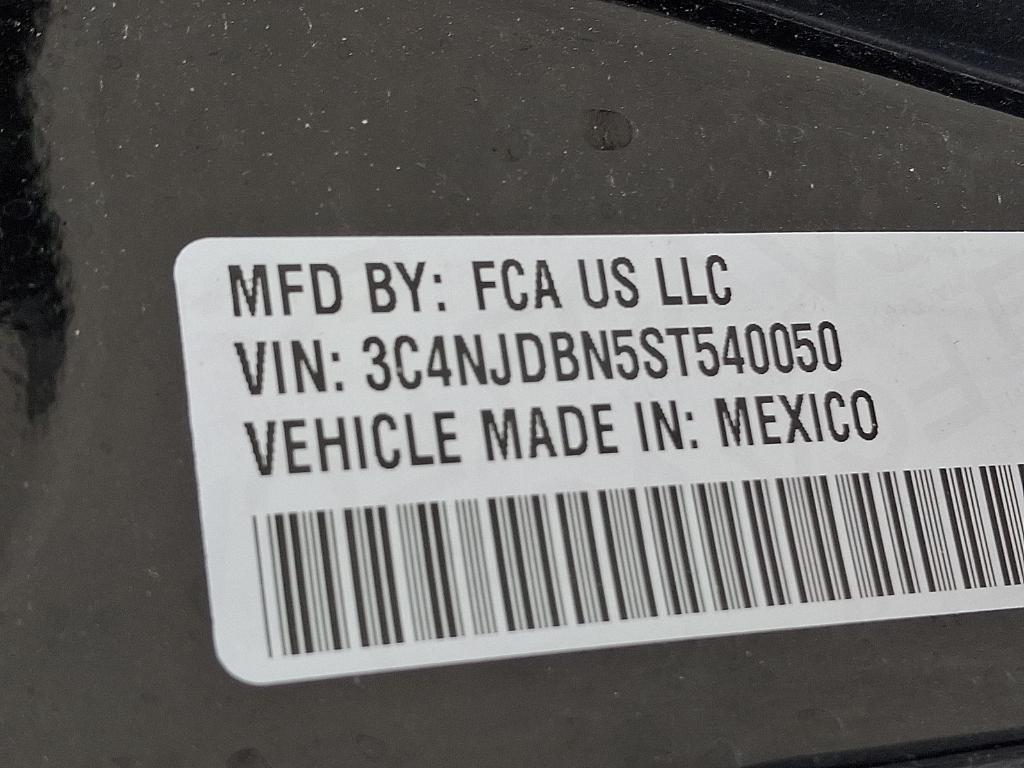 MFD BY: FCA US LLC
VIN: 3C4NJDBN5ST540050
VEHICLE MADE IN: MEXICO